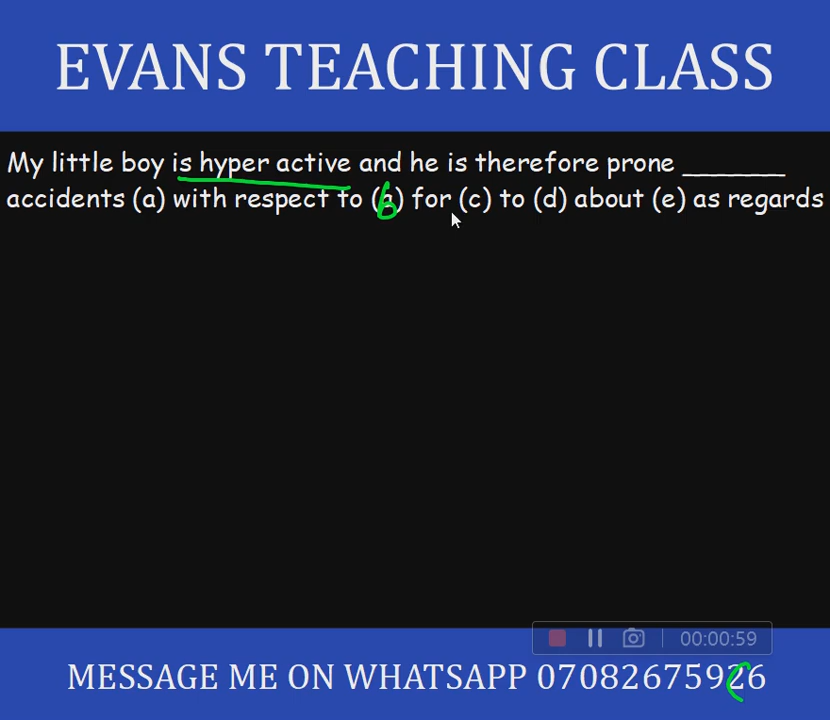 EVANS TEACHING CLASS
My little boy is hyper active and he is therefore prone _______
accidents (a) with respect to (b) for (c) to (d) about (e) as regards
00:00:59
MESSAGE ME ON WHATSAPP 07082675926